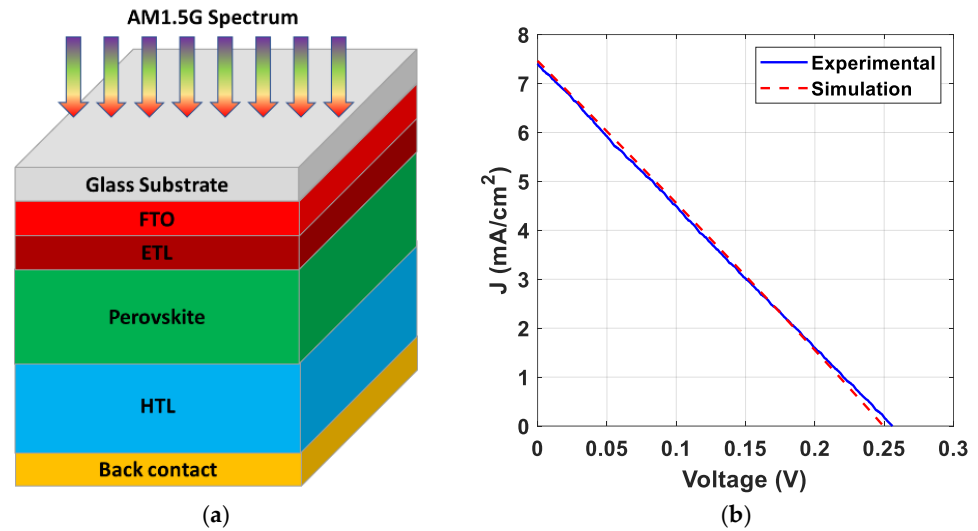 AM1.5G Spectrum
Glass Substrate
FTO
ETL
Perovskite
HTL
Back contact
(a)
8
7
6
5
4
3
2
1
0
J (mA/cm²)
Experimental
Simulation
0 0.05 0.1 0.15 0.2 0.25 0.3
Voltage (V)
(b)